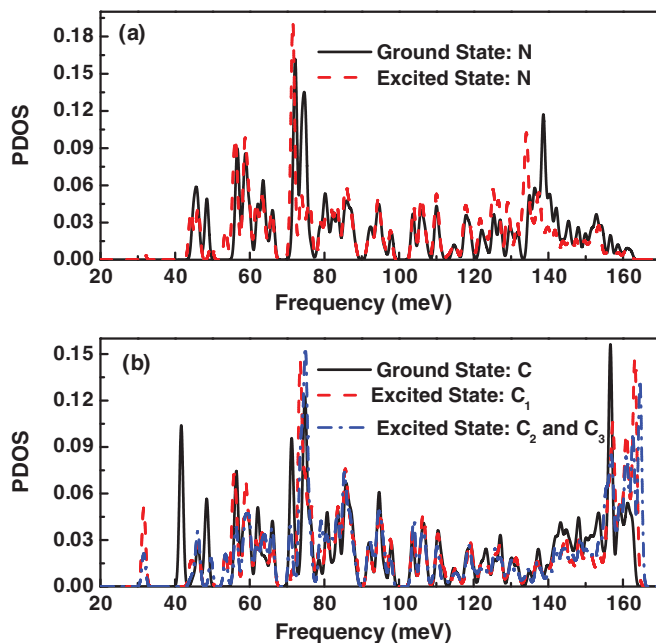 (a)
Ground State: N
Excited State: N
PDOS
0.18
0.15
0.12
0.09
0.06
0.03
0.00
20 40 60 80 100 120 140 160
Frequency (meV)
(b)
Ground State: C
Excited State: C₁
Excited State: C₂ and C₃
PDOS
0.15
0.12
0.09
0.06
0.03
0.00
20 40 60 80 100 120 140 160
Frequency (meV)